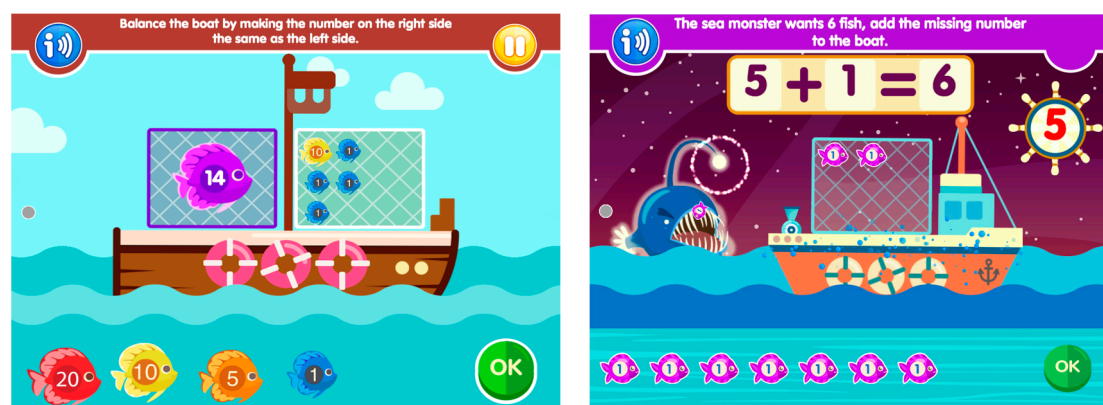 Balance the boat by making the number on the right side
the same as the left side.
14
10 1
1 1
1
20 10 5 1
OK
The sea monster wants 6 fish, add the missing number
to the boat.
5 + 1 = 6
5
1 1
1 1 1 1 1 1 1
OK